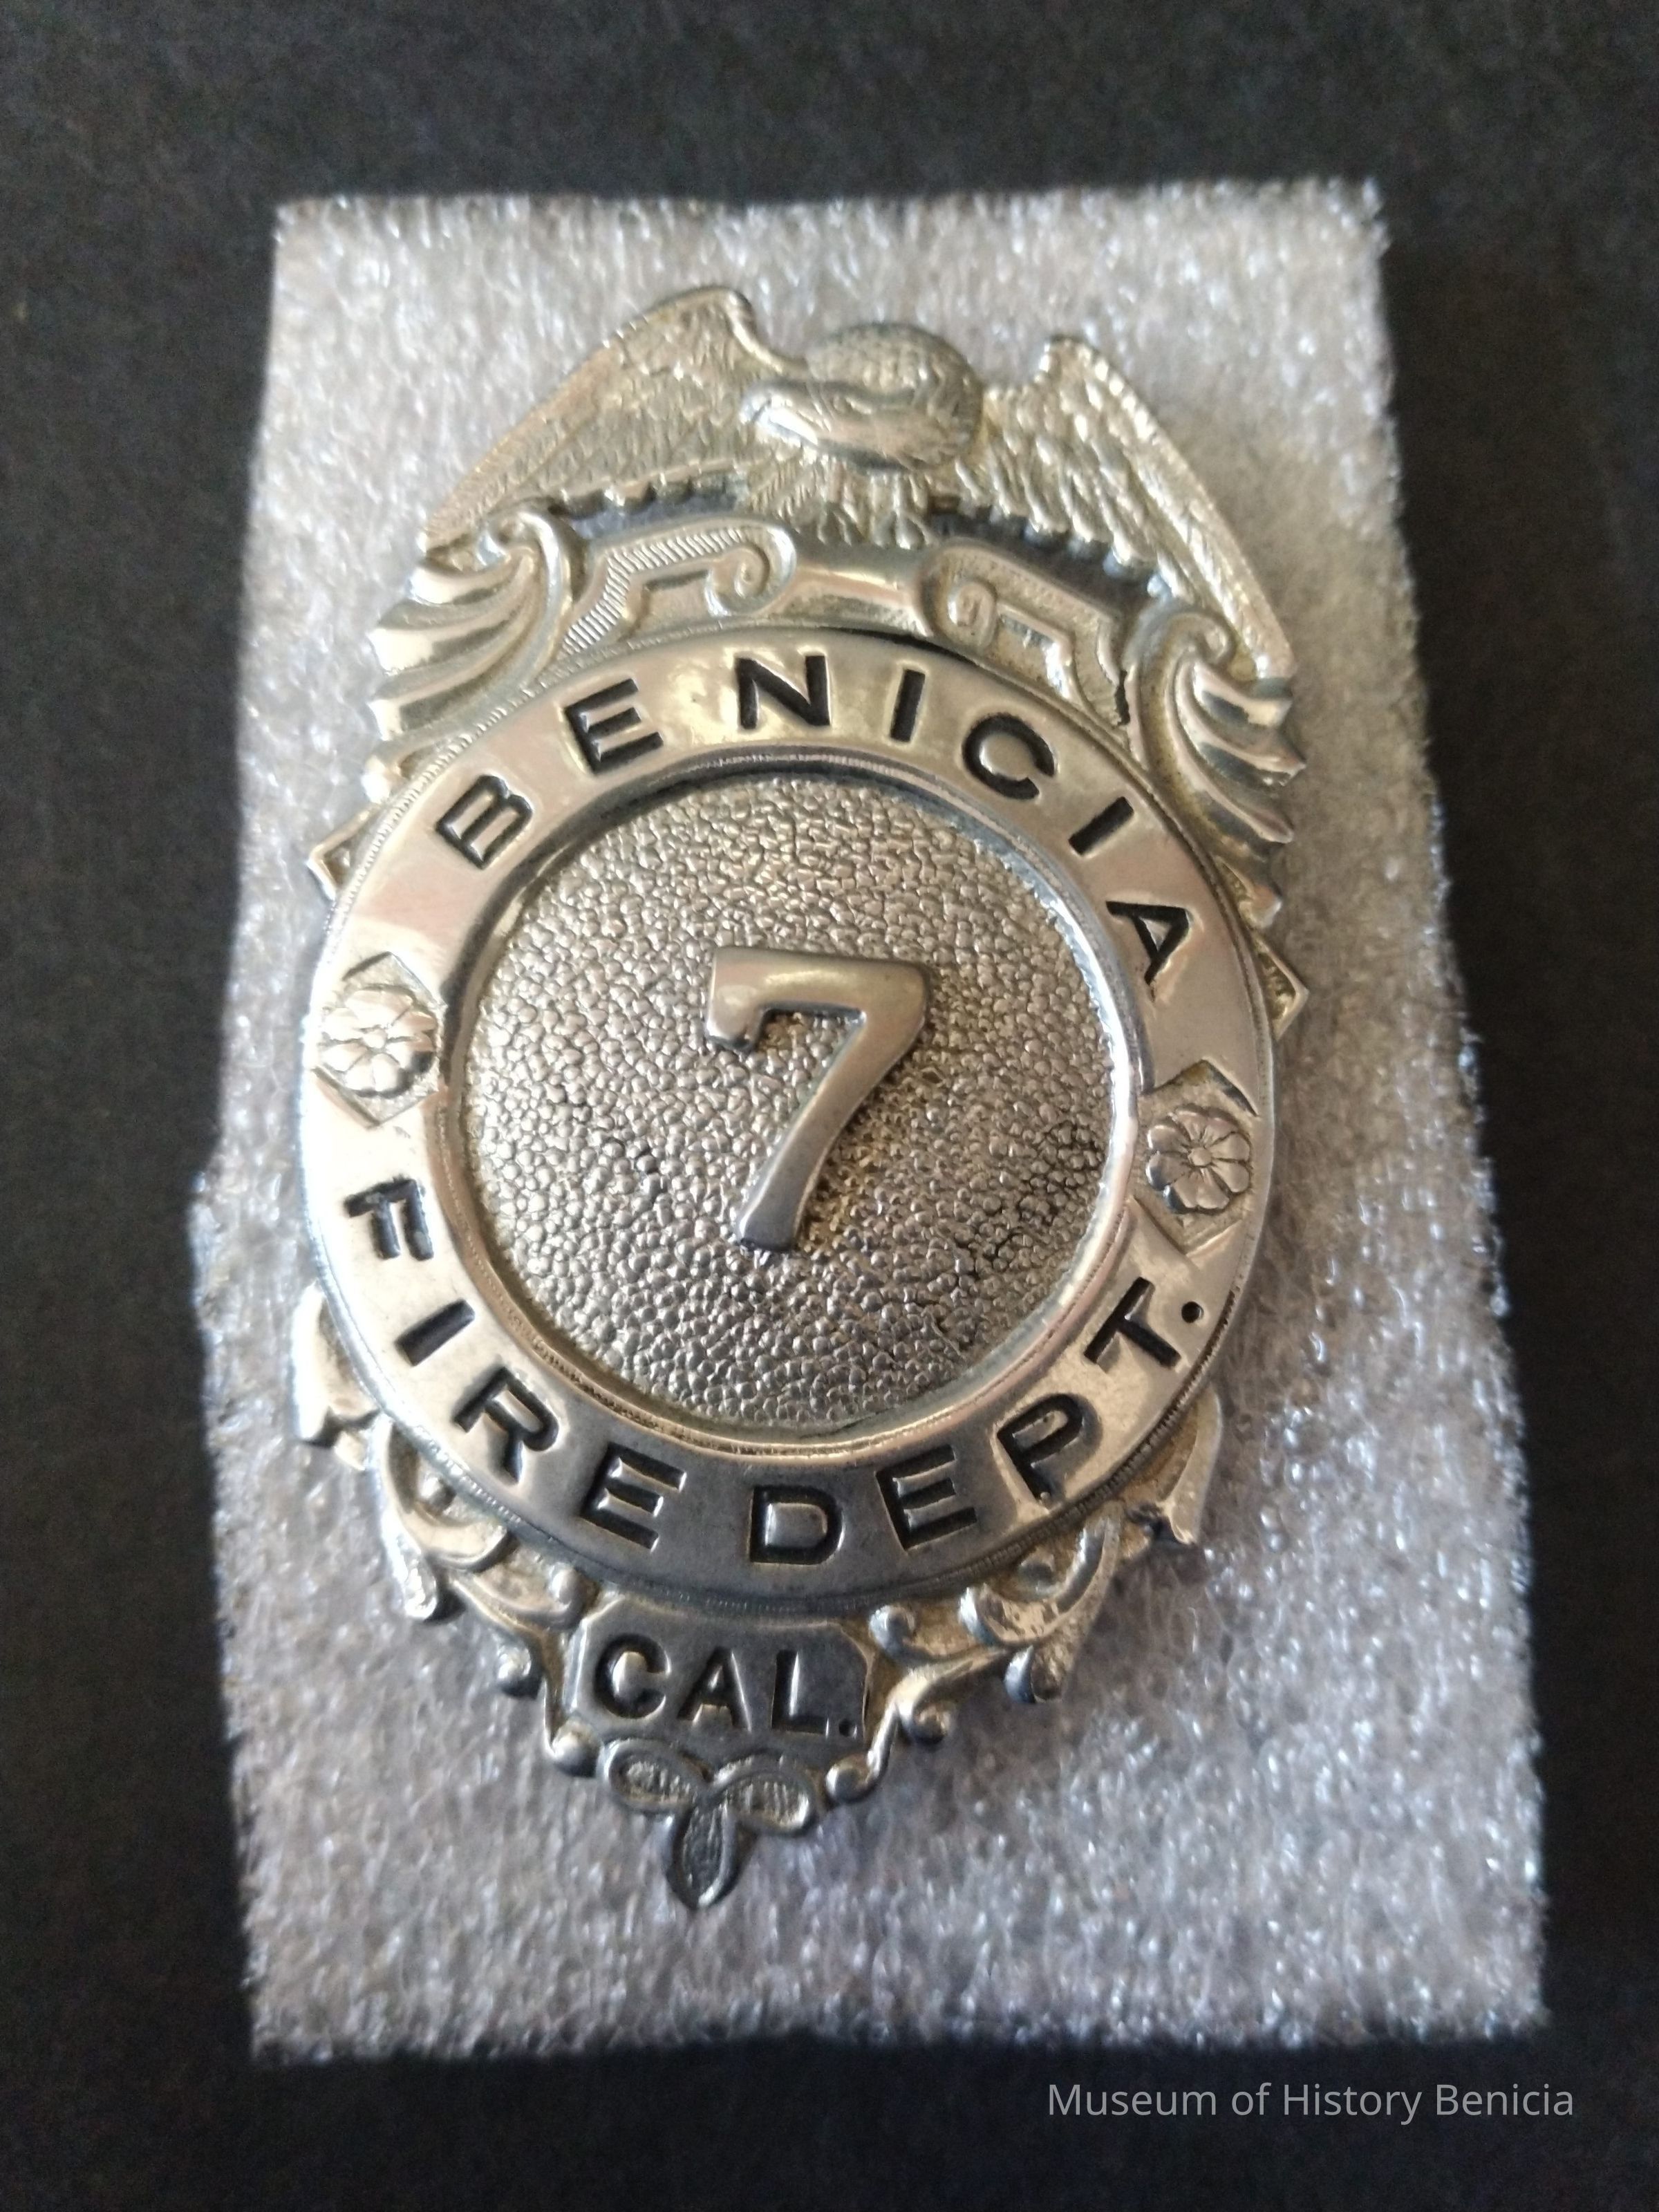 BENICIA
7
FIRE DEPT.
CAL.
Museum of History Benicia